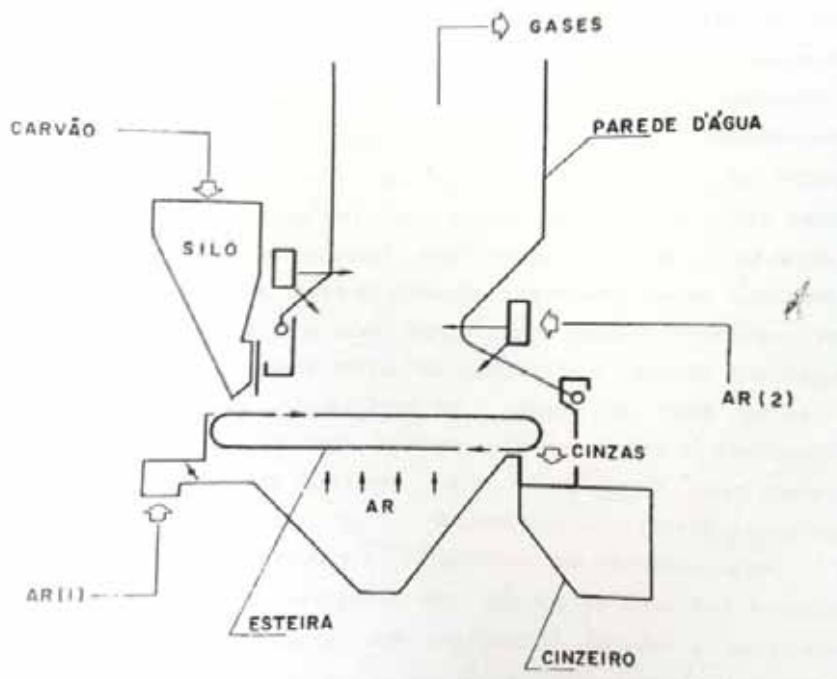 GASES
CARVÃO
PAREDE D'ÁGUA
SILO
AR(2)
CINZAS
AR
AR(1)
ESTEIRA
CINZEIRO